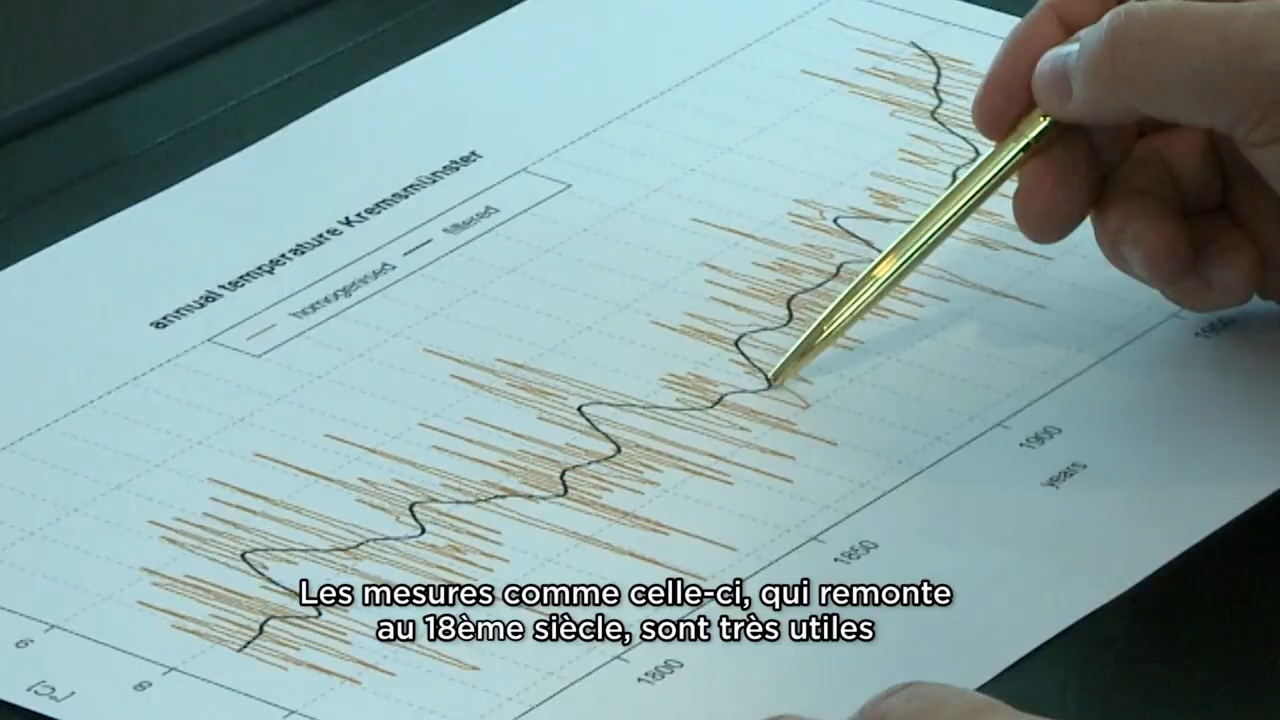 annual temperature Kremsmünster
homogenised
filtered
6
8
[°C]
1800
1850
1900
years
Les mesures comme celle-ci, qui remonte
au 18ème siècle, sont très utiles